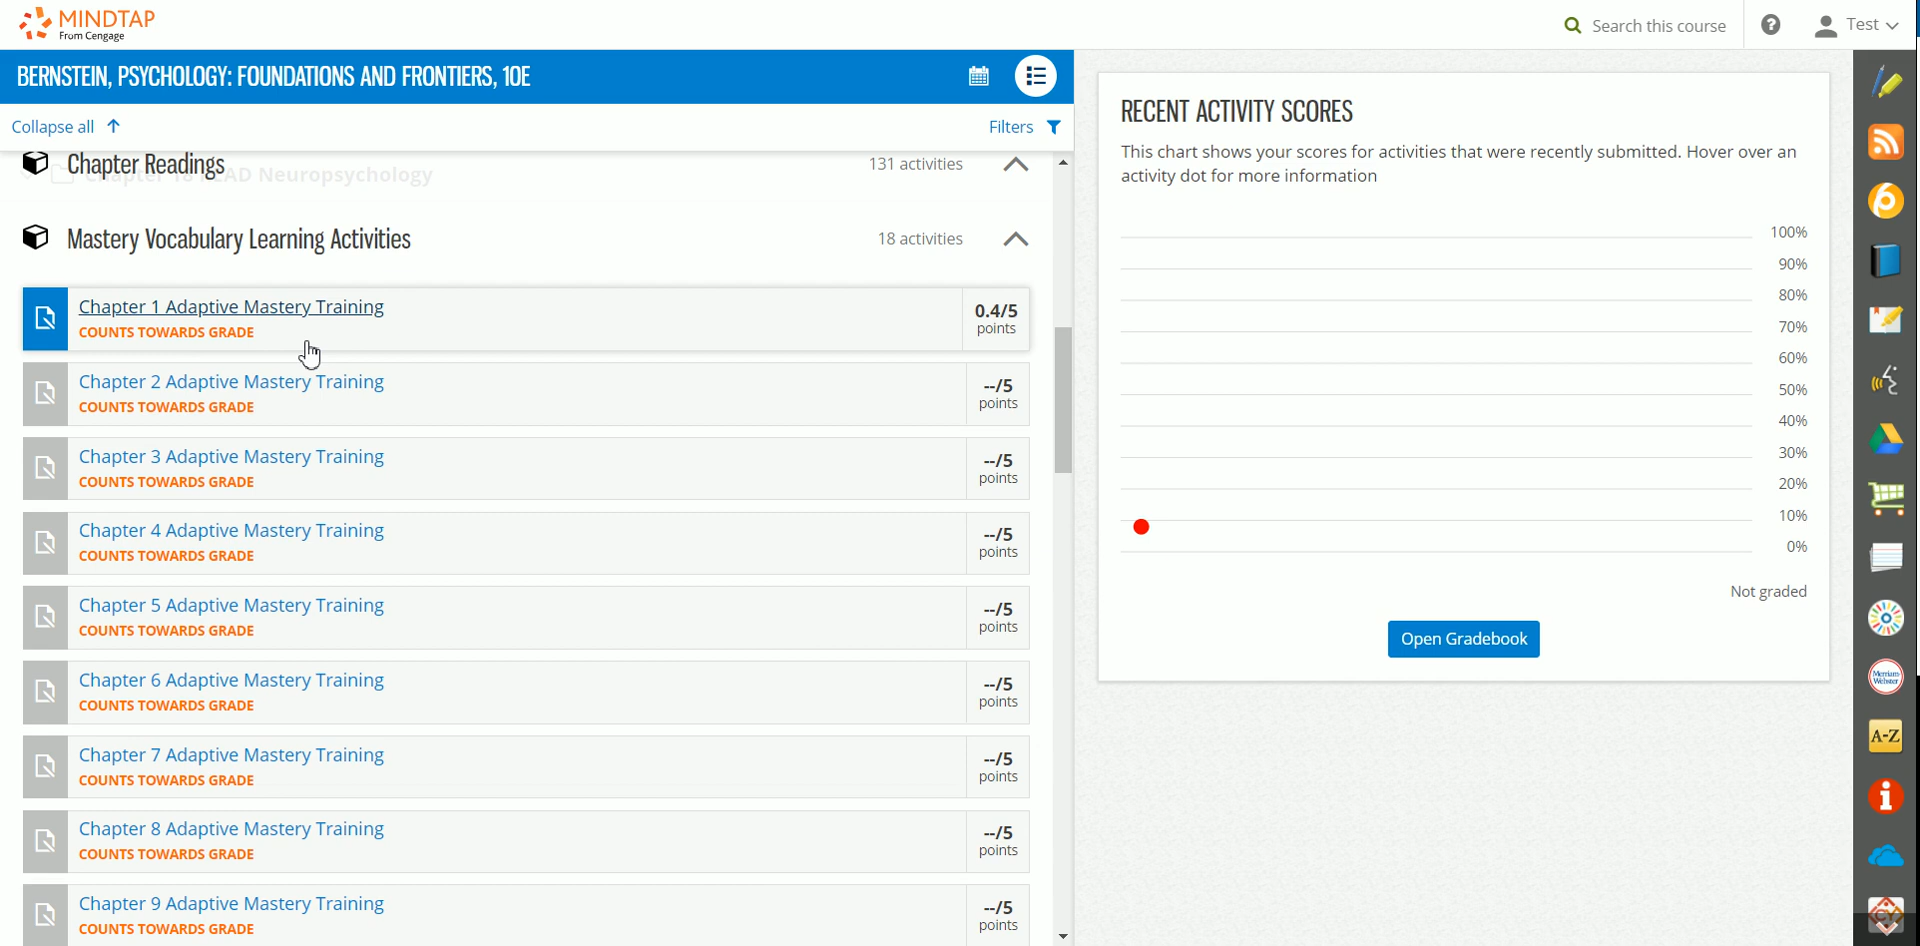 MINDTAP
From Cengage
Search this course
Test
BERNSTEIN, PSYCHOLOGY: FOUNDATIONS AND FRONTIERS, 10E
Collapse all
Filters
Chapter Readings
131 activities
Neuropsychology
Mastery Vocabulary Learning Activities
18 activities
Chapter 1 Adaptive Mastery Training
COUNTS TOWARDS GRADE
0.4/5
points
Chapter 2 Adaptive Mastery Training
COUNTS TOWARDS GRADE
--/5
points
Chapter 3 Adaptive Mastery Training
COUNTS TOWARDS GRADE
--/5
points
Chapter 4 Adaptive Mastery Training
COUNTS TOWARDS GRADE
--/5
points
Chapter 5 Adaptive Mastery Training
COUNTS TOWARDS GRADE
--/5
points
Chapter 6 Adaptive Mastery Training
COUNTS TOWARDS GRADE
--/5
points
Chapter 7 Adaptive Mastery Training
COUNTS TOWARDS GRADE
--/5
points
Chapter 8 Adaptive Mastery Training
COUNTS TOWARDS GRADE
--/5
points
Chapter 9 Adaptive Mastery Training
COUNTS TOWARDS GRADE
--/5
points
RECENT ACTIVITY SCORES
This chart shows your scores for activities that were recently submitted. Hover over an
activity dot for more information
100%
90%
80%
70%
60%
50%
40%
30%
20%
10%
0%
Not graded
Open Gradebook
Merriam
Webster
A-Z